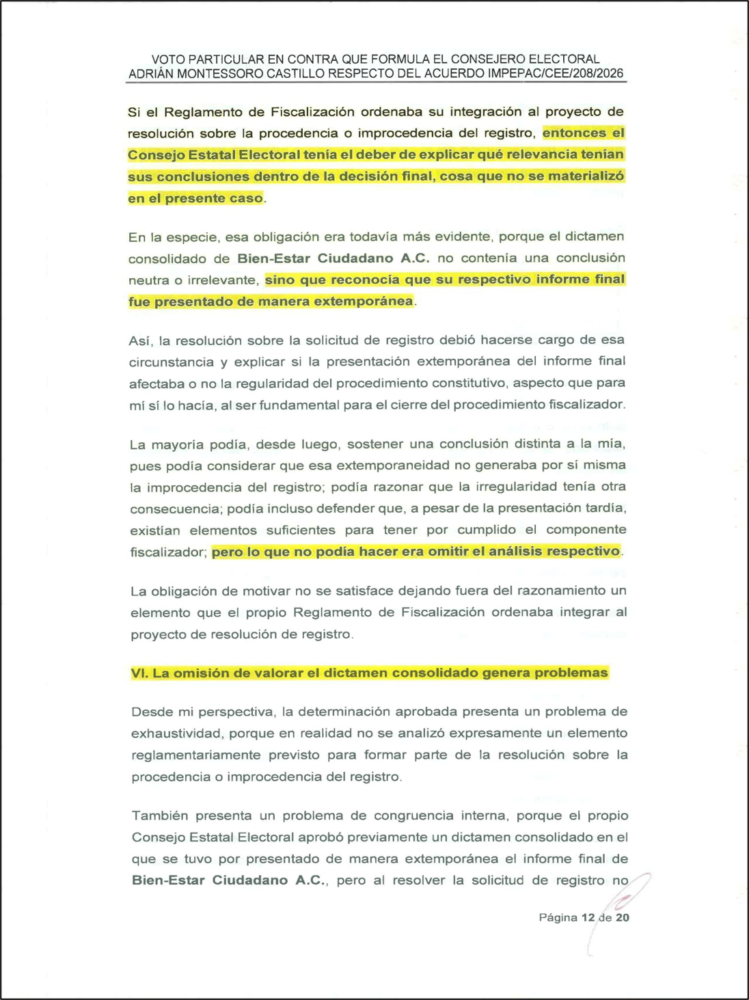 VOTO PARTICULAR EN CONTRA QUE FORMULA EL CONSEJERO ELECTORAL
ADRIÁN MONTESSORO CASTILLO RESPECTO DEL ACUERDO IMPEPAC/CEE/208/2026
Si el Reglamento de Fiscalización ordenaba su integración al proyecto de
resolución sobre la procedencia o improcedencia del registro, entonces el
Consejo Estatal Electoral tenía el deber de explicar qué relevancia tenían
sus conclusiones dentro de la decisión final, cosa que no se materializó
en el presente caso.
En la especie, esa obligación era todavía más evidente, porque el dictamen
consolidado de Bien-Estar Ciudadano A.C. no contenía una conclusión
neutra o irrelevante, sino que reconocía que su respectivo informe final
fue presentado de manera extemporánea.
Así, la resolución sobre la solicitud de registro debió hacerse cargo de esa
circunstancia y explicar si la presentación extemporánea del informe final
afectaba o no la regularidad del procedimiento constitutivo, aspecto que para
mí sí lo hacía, al ser fundamental para el cierre del procedimiento fiscalizador.
La mayoría podía, desde luego, sostener una conclusión distinta a la mía,
pues podía considerar que esa extemporaneidad no generaba por sí misma
la improcedencia del registro; podía razonar que la irregularidad tenía otra
consecuencia; podía incluso defender que, a pesar de la presentación tardía,
existían elementos suficientes para tener por cumplido el componente
fiscalizador; pero lo que no podía hacer era omitir el análisis respectivo.
La obligación de motivar no se satisface dejando fuera del razonamiento un
elemento que el propio Reglamento de Fiscalización ordenaba integrar al
proyecto de resolución de registro.
VI. La omisión de valorar el dictamen consolidado genera problemas
Desde mi perspectiva, la determinación aprobada presenta un problema de
exhaustividad, porque en realidad no se analizó expresamente un elemento
reglamentariamente previsto para formar parte de la resolución sobre la
procedencia o improcedencia del registro.
También presenta un problema de congruencia interna, porque el propio
Consejo Estatal Electoral aprobó previamente un dictamen consolidado en el
que se tuvo por presentado de manera extemporánea el informe final de
Bien-Estar Ciudadano A.C., pero al resolver la solicitud de registro no
Página 12 de 20